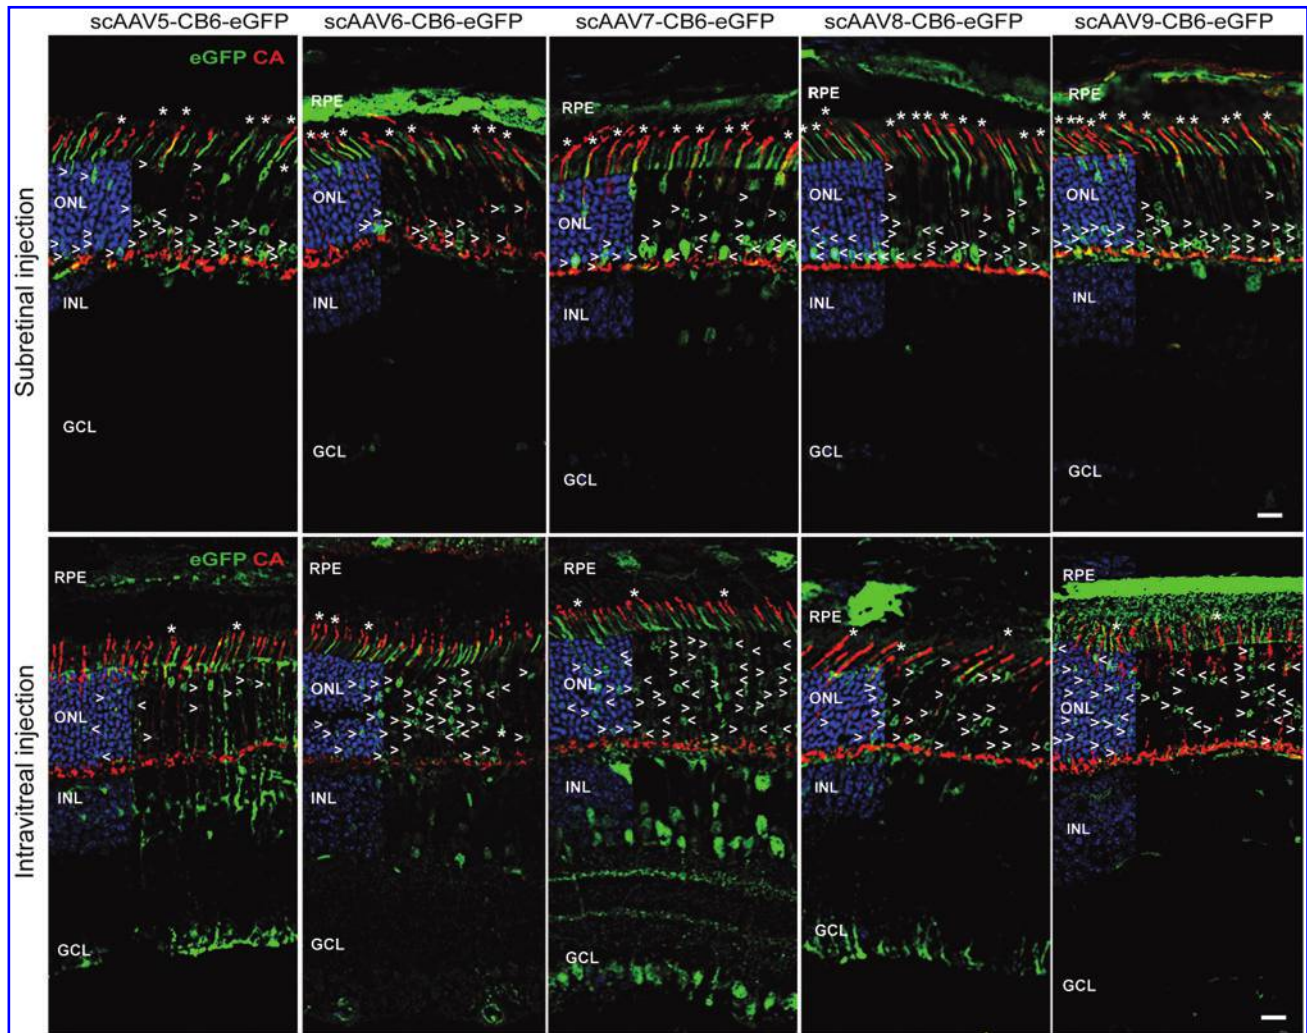 scAAV5-CB6-eGFP scAAV6-CB6-eGFP scAAV7-CB6-eGFP scAAV8-CB6-eGFP scAAV9-CB6-eGFP
Subretinal injection
eGFP CA
ONL
INL
GCL
RPE
ONL
INL
GCL
RPE
ONL
INL
GCL
RPE
ONL
INL
GCL
RPE
ONL
INL
GCL
Intravitreal injection
eGFP CA
RPE
ONL
INL
GCL
RPE
ONL
INL
GCL
RPE
ONL
INL
GCL
RPE
ONL
INL
GCL
RPE
ONL
INL
GCL